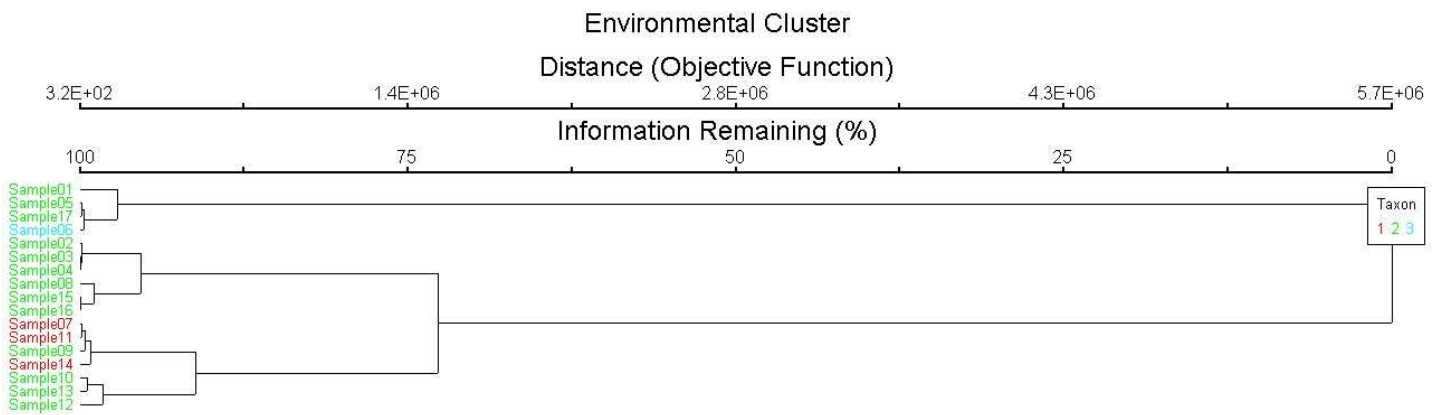 Environmental Cluster
Distance (Objective Function)
3.2E+02 1.4E+06 2.8E+06 4.3E+06 5.7E+06
Information Remaining (%)
100 75 50 25 0
Sample01
Sample05
Sample17
Sample06
Sample02
Sample03
Sample04
Sample08
Sample15
Sample16
Sample07
Sample11
Sample09
Sample14
Sample10
Sample13
Sample12
Taxon
1 2 3